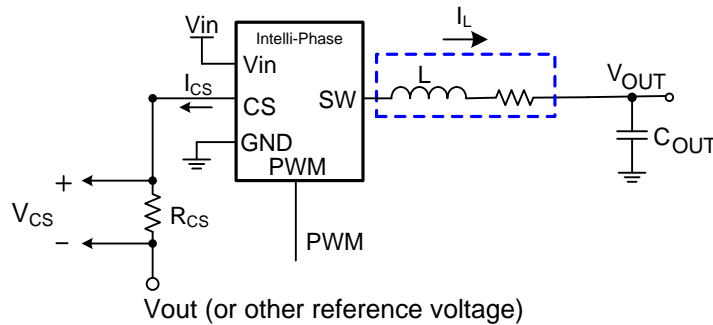 Vin
Intelli-Phase
I_L
Vin
L
V_OUT
I_CS
CS
SW
GND
C_OUT
PWM
+
V_CS
R_CS
−
PWM
Vout (or other reference voltage)